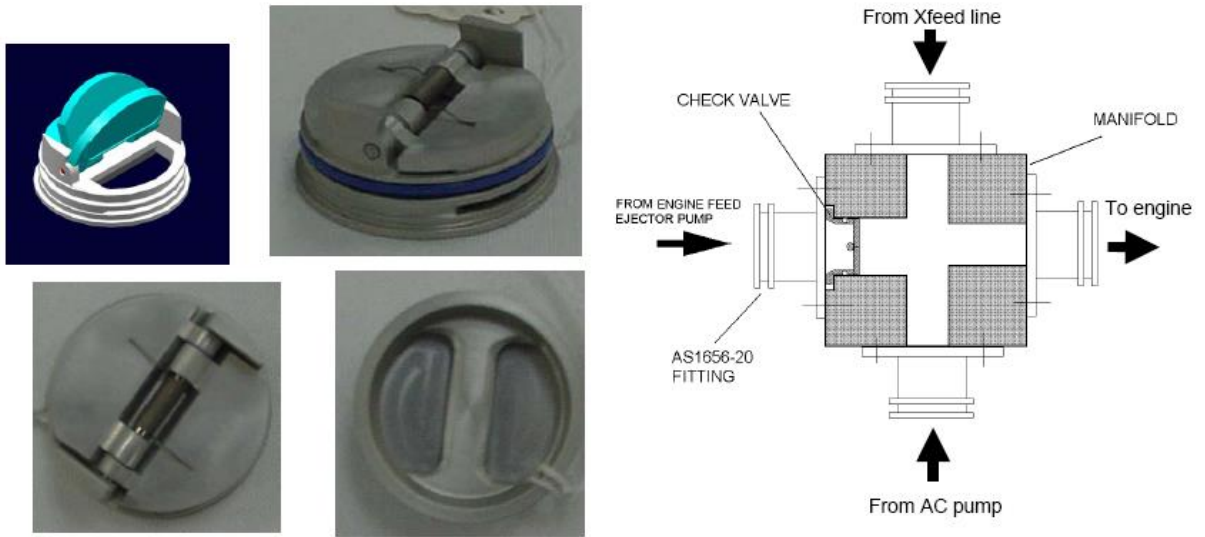 From Xfeed line
CHECK VALVE
MANIFOLD
FROM ENGINE FEED
EJECTOR PUMP
To engine
AS1656-20
FITTING
From AC pump